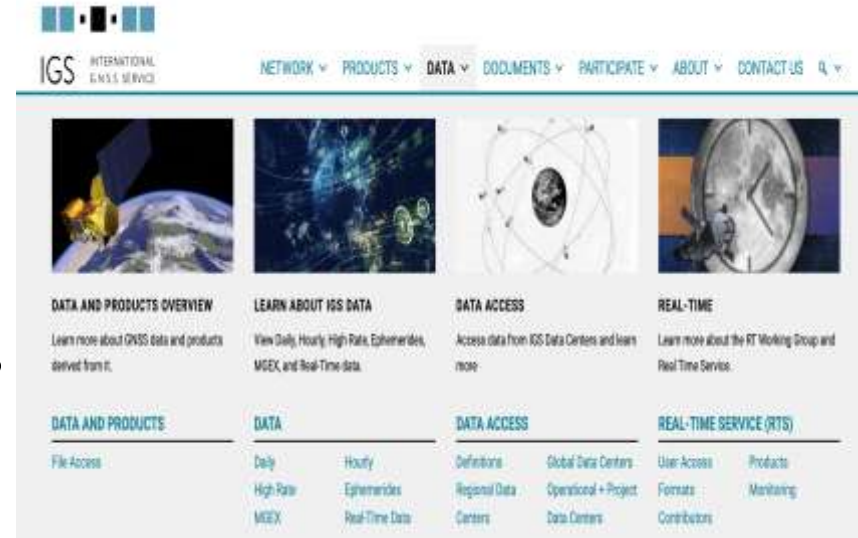 IGS INTERNATIONAL
G.N.S.S. SERVICE
NETWORK PRODUCTS DATA DOCUMENTS PARTICIPATE ABOUT CONTACT US
DATA AND PRODUCTS OVERVIEW
Learn more about GNSS data and products
derived from it.
LEARN ABOUT IGS DATA
View Daily, Hourly, High Rate, Ephemerides,
MGEX, and Real-Time data.
DATA ACCESS
Access data from IGS Data Centers and learn
more
REAL-TIME
Learn more about the RT Working Group and
Real Time Service.
DATA AND PRODUCTS
File Access
DATA
Daily Hourly
High Rate Ephemerides
MGEX Real-Time Data
DATA ACCESS
Definitions Global Data Centers
Regional Data Operational + Project
Centers Data Centers
REAL-TIME SERVICE (RTS)
User Access Products
Formats Monitoring
Contributors